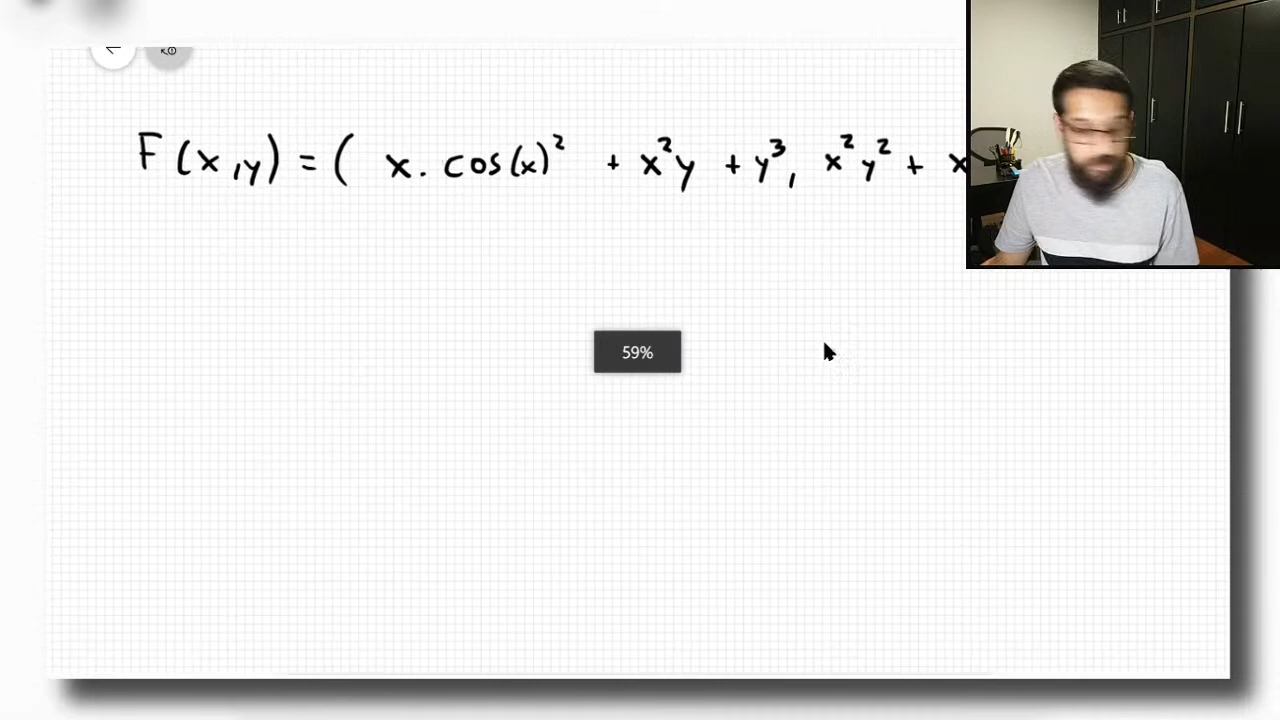 F(x,y) = ( x. cos(x)² + x²y + y³, x²y² + x
59%